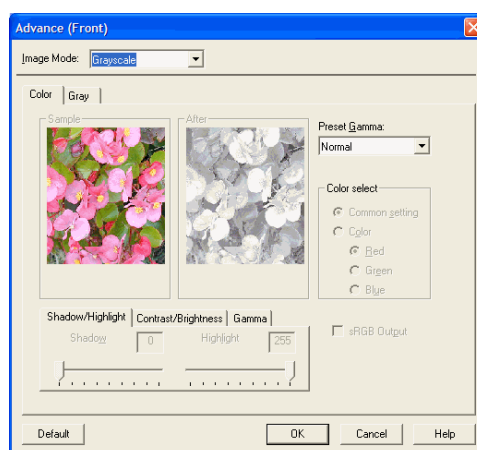 Advance (Front)
Image Mode: Grayscale
Color Gray
Sample
After
Preset Gamma:
Normal
Color select
Common setting
Color
Red
Green
Blue
Shadow/Highlight Contrast/Brightness Gamma
Shadow 0 Highlight 255
sRGB Output
Default OK Cancel Help